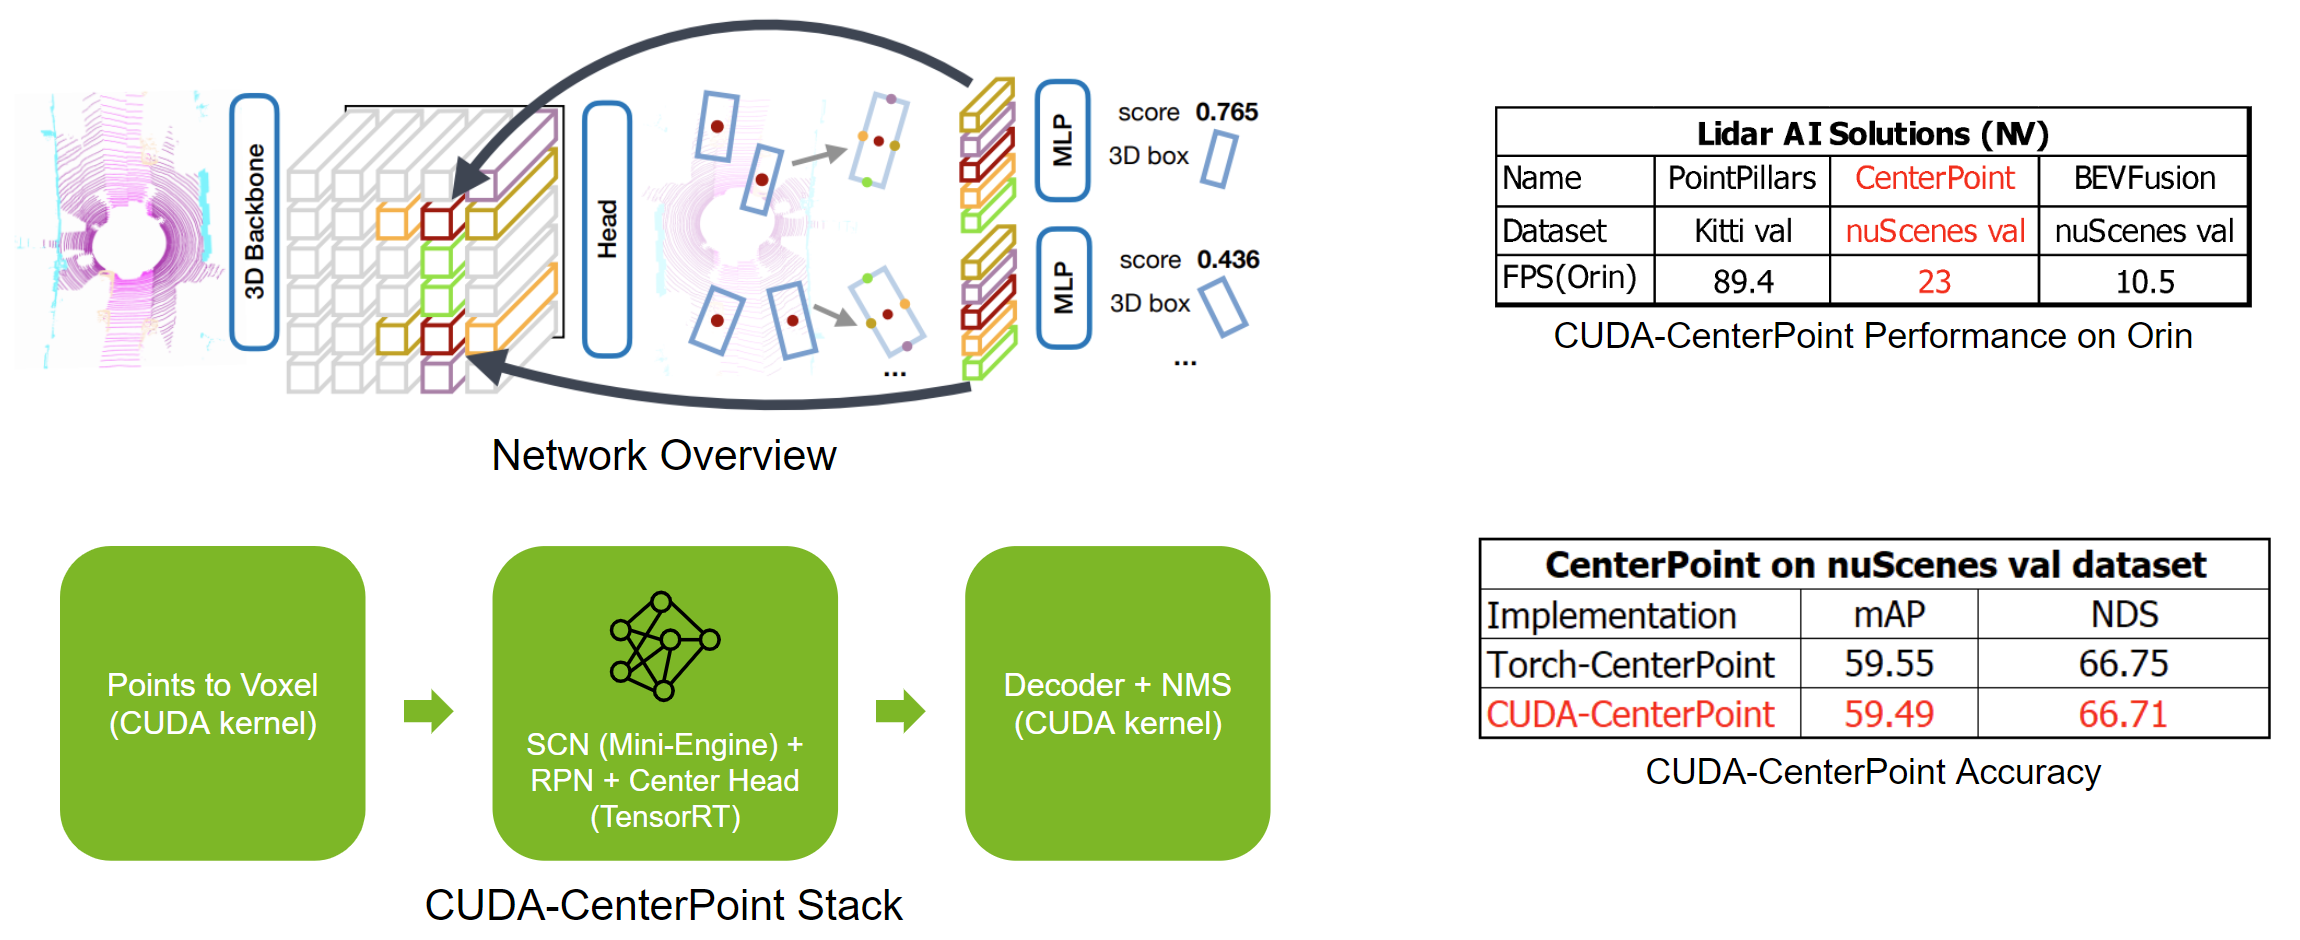 3D Backbone
Head
MLP
score 0.765
3D box
MLP
score 0.436
3D box
...
...
Network Overview
Lidar AI Solutions (NV)
Name PointPillars CenterPoint BEVFusion
Dataset Kitti val nuScenes val nuScenes val
FPS(Orin) 89.4 23 10.5
CUDA-CenterPoint Performance on Orin
Points to Voxel
(CUDA kernel)
SCN (Mini-Engine) +
RPN + Center Head
(TensorRT)
Decoder + NMS
(CUDA kernel)
CUDA-CenterPoint Stack
CenterPoint on nuScenes val dataset
Implementation mAP NDS
Torch-CenterPoint 59.55 66.75
CUDA-CenterPoint 59.49 66.71
CUDA-CenterPoint Accuracy